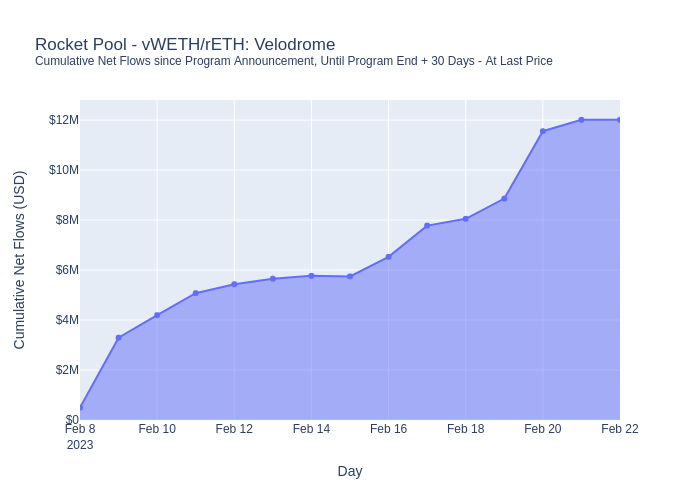 Rocket Pool - vWETH/rETH: Velodrome
Cumulative Net Flows since Program Announcement, Until Program End + 30 Days - At Last Price
Cumulative Net Flows (USD)
$12M
$10M
$8M
$6M
$4M
$2M
$0
Feb 8 Feb 10 Feb 12 Feb 14 Feb 16 Feb 18 Feb 20 Feb 22
2023
Day